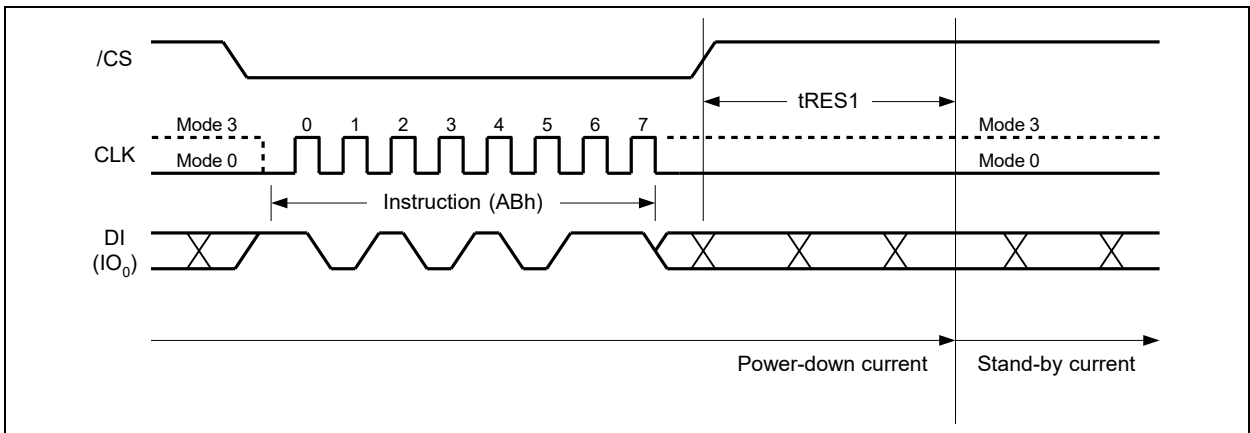 /CS
tRES1
Mode 3 0 1 2 3 4 5 6 7 Mode 3
CLK
Mode 0 Mode 0
Instruction (ABh)
DI
(IO₀)
Power-down current Stand-by current